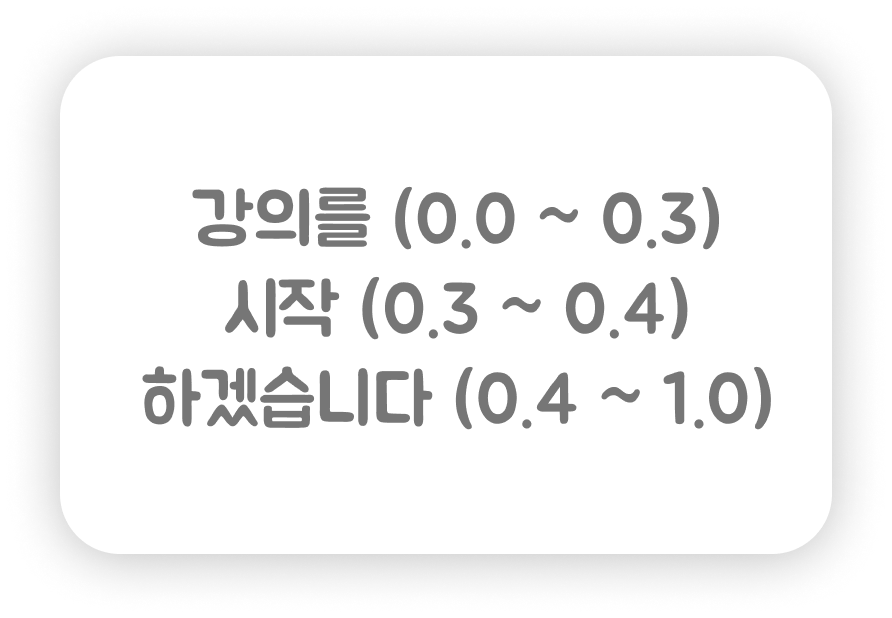 강의를 (0.0 ~ 0.3)
시작 (0.3 ~ 0.4)
하겠습니다 (0.4 ~ 1.0)